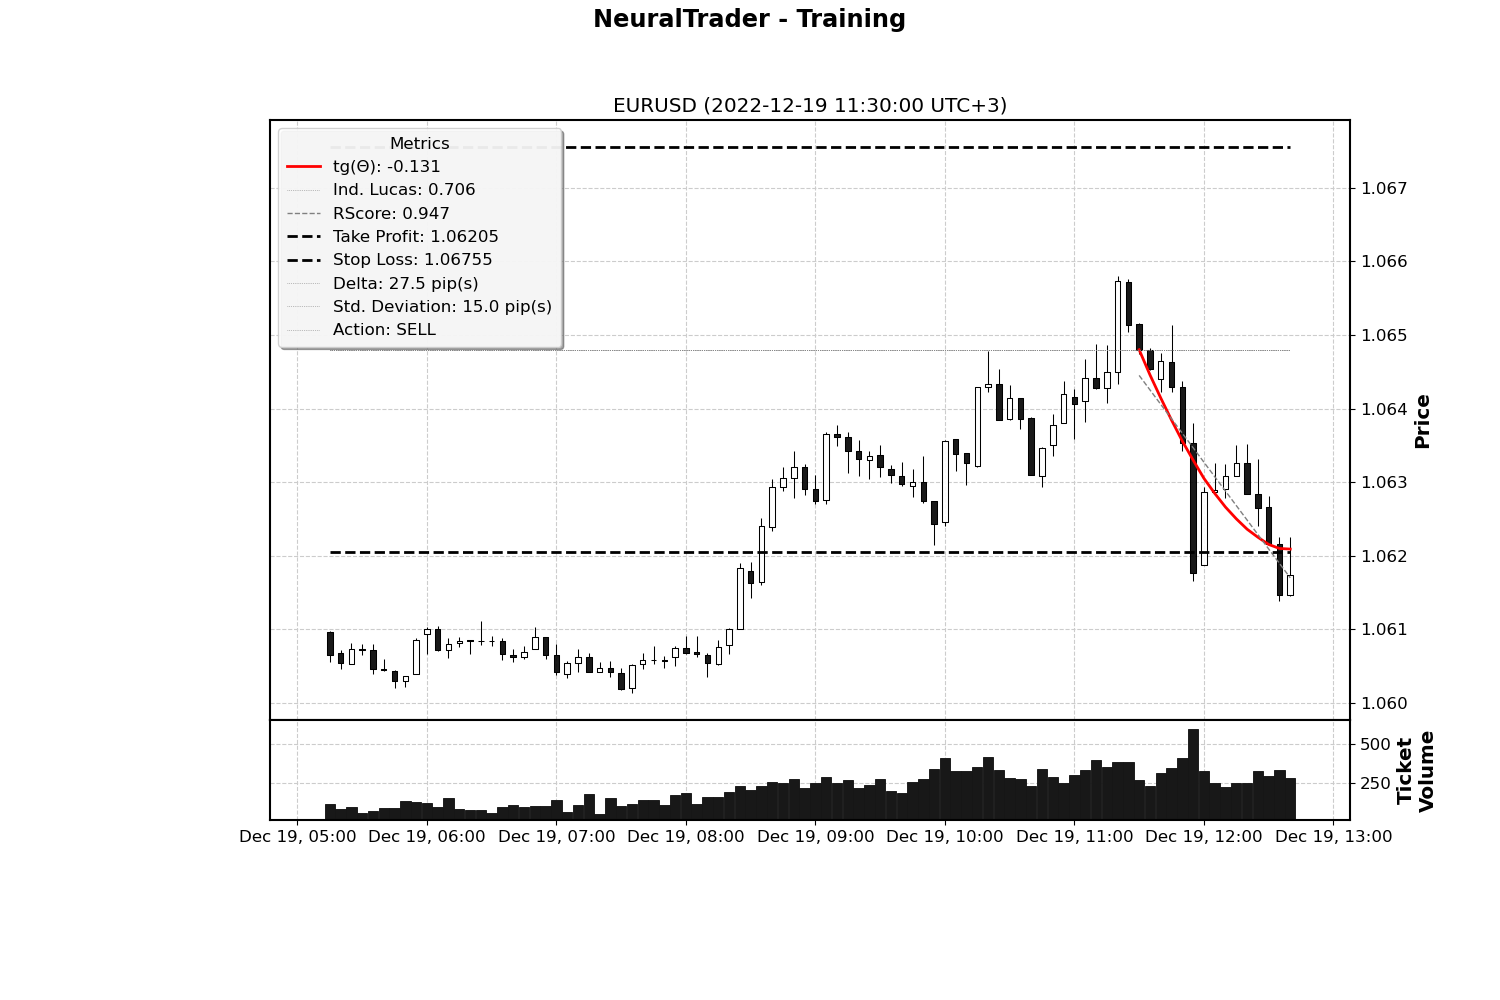 NeuralTrader - Training
EURUSD (2022-12-19 11:30:00 UTC+3)
Metrics
tg(Θ): -0.131
Ind. Lucas: 0.706
RScore: 0.947
Take Profit: 1.06205
Stop Loss: 1.06755
Delta: 27.5 pip(s)
Std. Deviation: 15.0 pip(s)
Action: SELL
1.067
1.066
1.065
1.064
1.063
1.062
1.061
1.060
Price
500
250
Ticket
Volume
Dec 19, 05:00 Dec 19, 06:00 Dec 19, 07:00 Dec 19, 08:00 Dec 19, 09:00 Dec 19, 10:00 Dec 19, 11:00 Dec 19, 12:00 Dec 19, 13:00